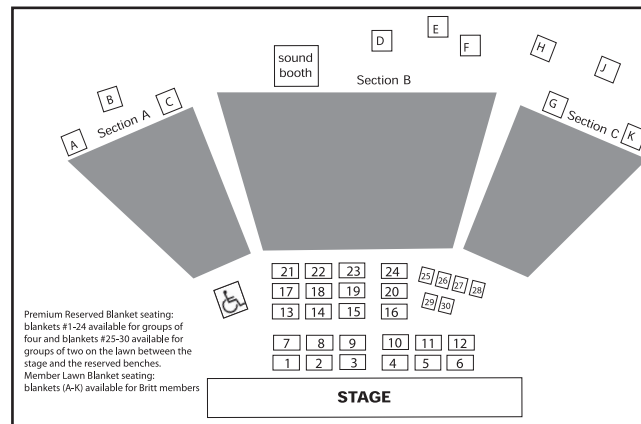 E
D
F
H
J
sound
booth
Section B
B
C
A
Section A
G
Section C
K
21 22 23 24
17 18 19 20
13 14 15 16
25 26 27 28
29 30
7 8 9 10 11 12
1 2 3 4 5 6
Premium Reserved Blanket seating:
blankets #1-24 available for groups of
four and blankets #25-30 available for
groups of two on the lawn between the
stage and the reserved benches.
Member Lawn Blanket seating:
blankets (A-K) available for Britt members
STAGE